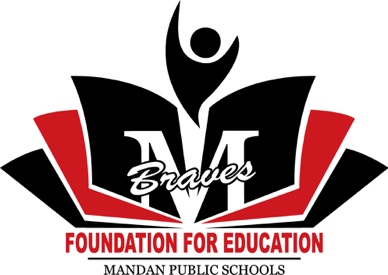 M
Braves
FOUNDATION FOR EDUCATION
MANDAN PUBLIC SCHOOLS